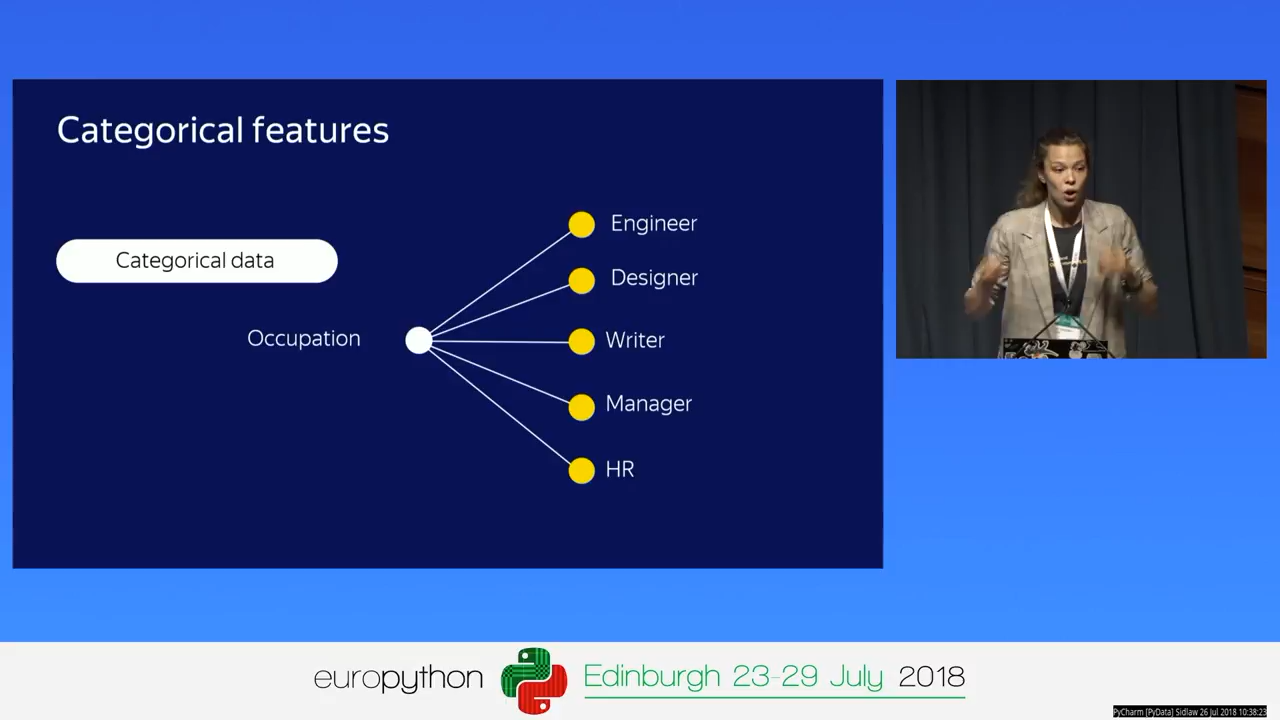 Categorical features
Categorical data
Occupation
Engineer
Designer
Writer
Manager
HR
europython
Edinburgh 23-29 July 2018
PyCharm [PyData] Sidlaw 26 Jul 2018 10:38:23